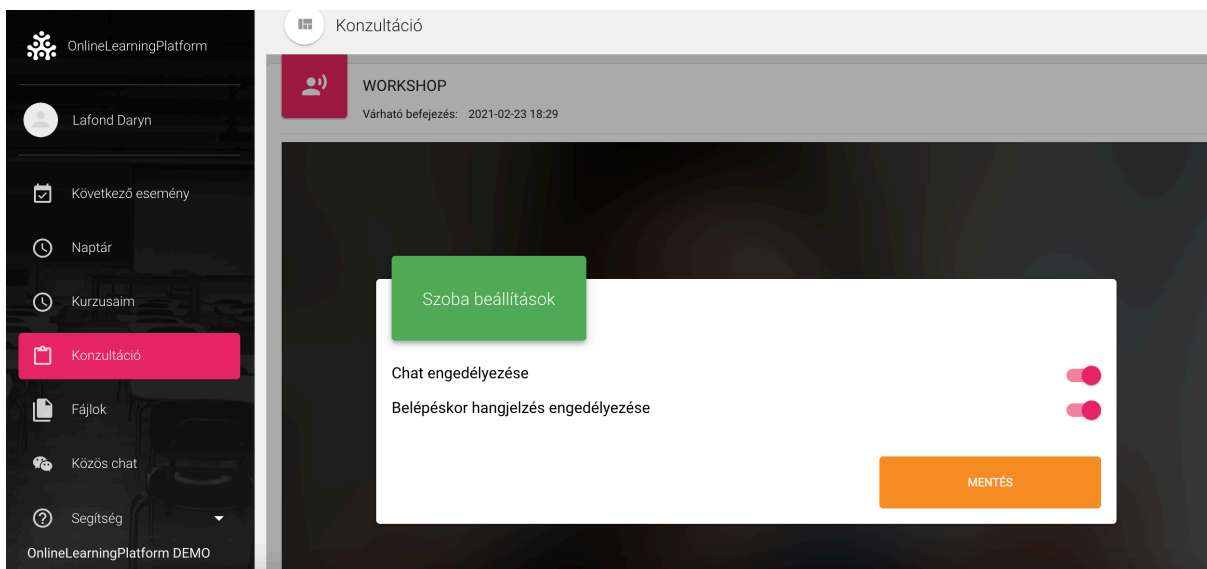 OnlineLearningPlatform
Lafond Daryn
Következő esemény
Naptár
Kurzusaim
Konzultáció
Fájlok
Közös chat
Segítség
OnlineLearningPlatform DEMO
Konzultáció
WORKSHOP
Várható befejezés: 2021-02-23 18:29
Szoba beállítások
Chat engedélyezése
Belépéskor hangjelzés engedélyezése
MENTÉS